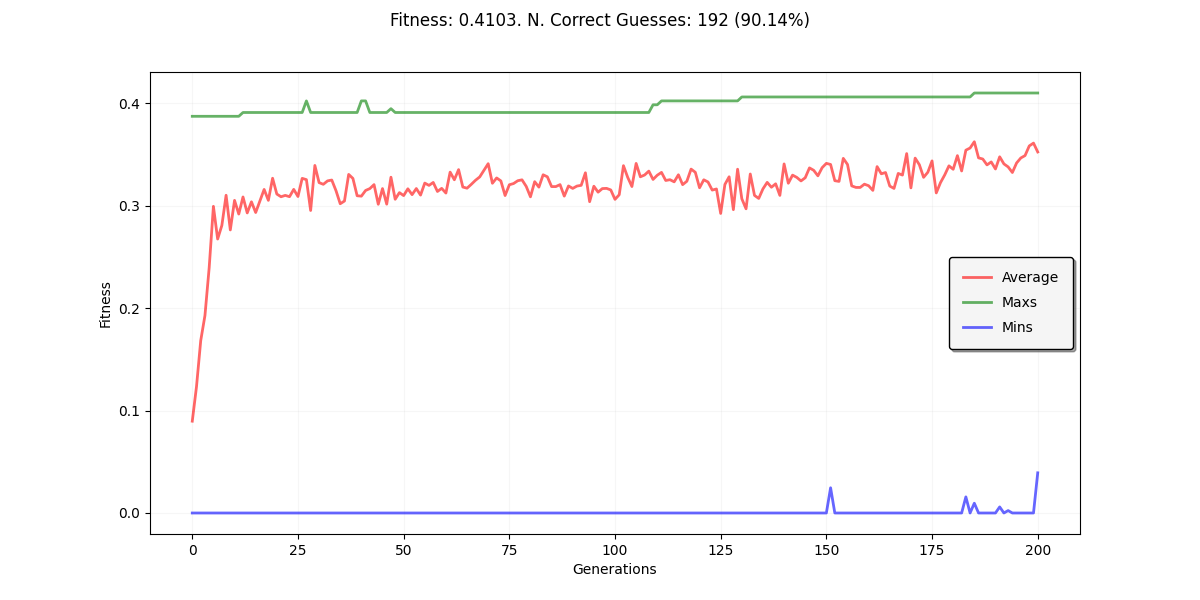 Fitness: 0.4103. N. Correct Guesses: 192 (90.14%)
0.4
0.3
0.2
0.1
0.0
Fitness
Average
Maxs
Mins
0 25 50 75 100 125 150 175 200
Generations